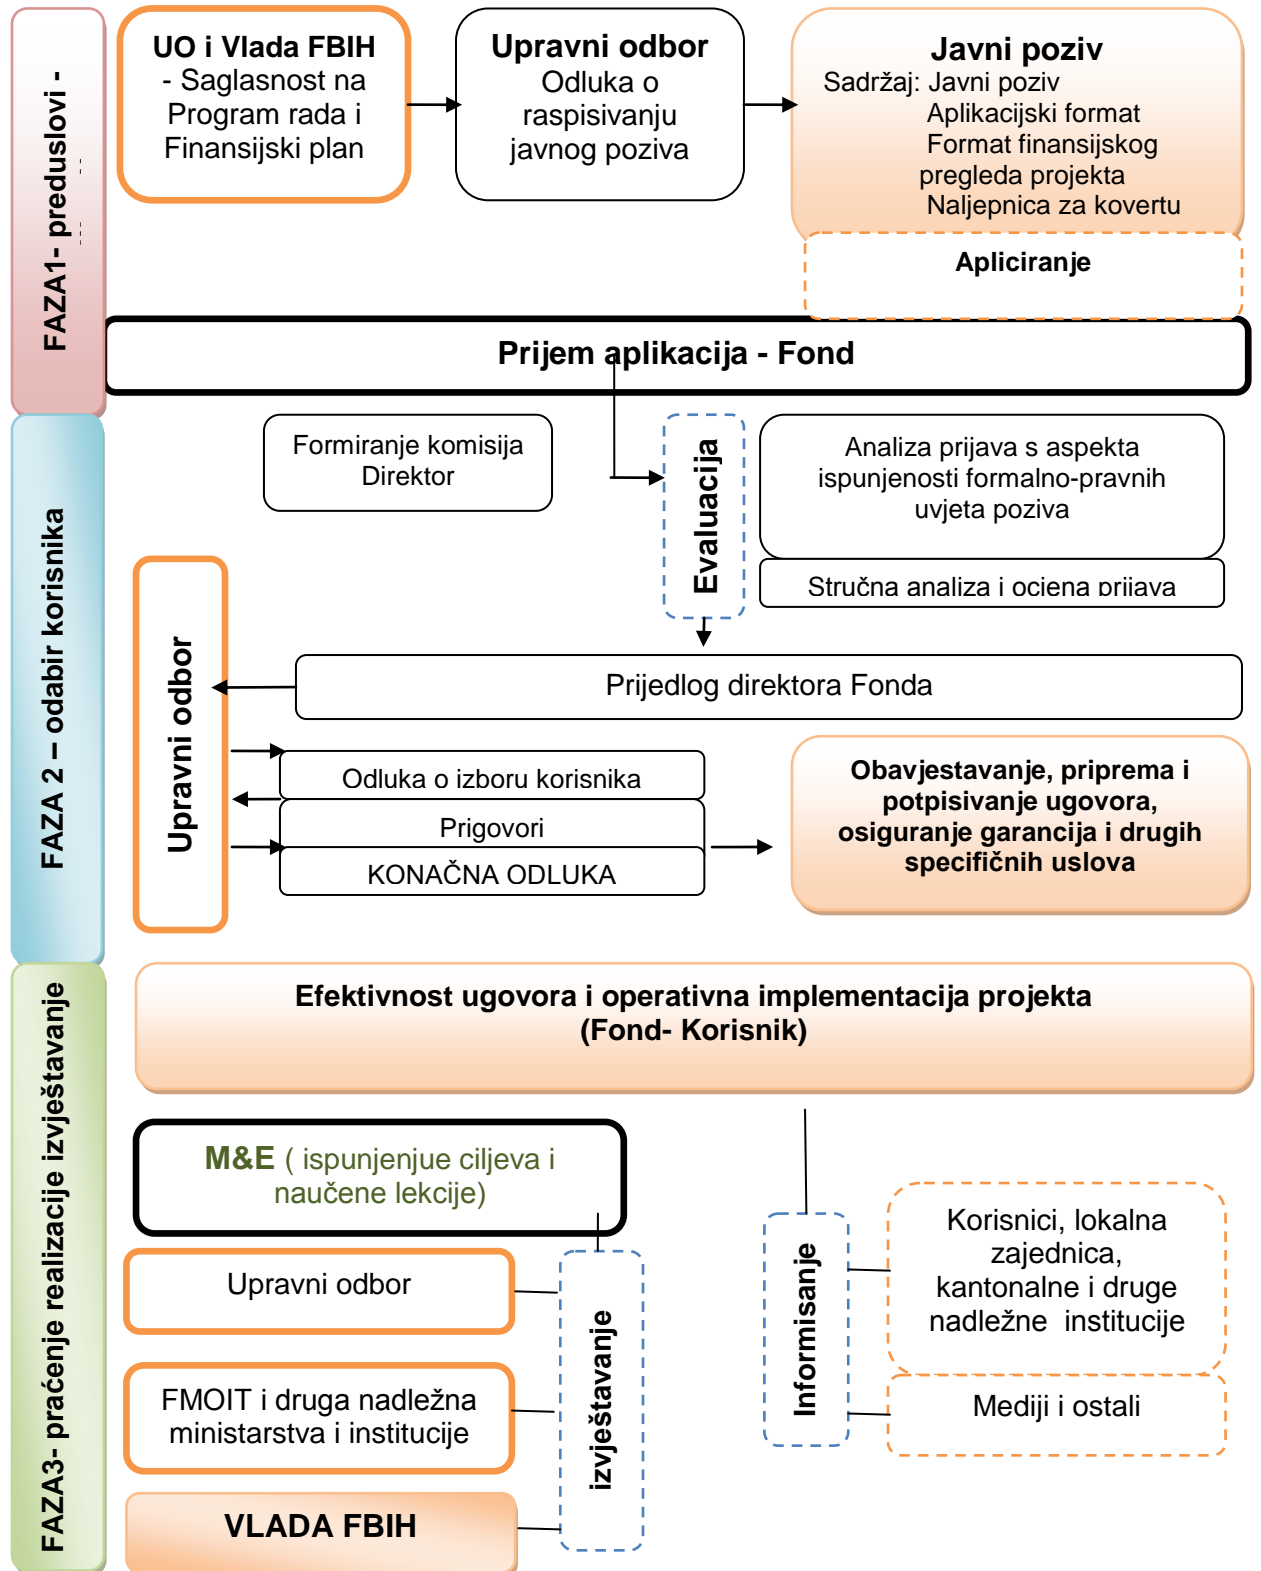 FAZA1- preduslovi -
UO i Vlada FBIH
- Saglasnost na
Program rada i
Finansijski plan
Upravni odbor
Odluka o
raspisivanju
javnog poziva
Javni poziv
Sadržaj: Javni poziv
Aplikacijski format
Format finansijskog
pregleda projekta
Naljepnica za kovertu
Apliciranje
Prijem aplikacija - Fond
FAZA 2 – odabir korisnika
Formiranje komisija
Direktor
Evaluacija
Analiza prijava s aspekta
ispunjenosti formalno-pravnih
uvjeta poziva
Stručna analiza i ocjena prijava
Upravni odbor
Prijedlog direktora Fonda
Odluka o izboru korisnika
Prigovori
KONAČNA ODLUKA
Obavjestavanje, priprema i
potpisivanje ugovora,
osiguranje garancija i drugih
specifičnih uslova
FAZA3- praćenje realizacije izvještavanje
Efektivnost ugovora i operativna implementacija projekta
(Fond- Korisnik)
M&E ( ispunjenjue ciljeva i
naučene lekcije)
Upravni odbor
FMOIT i druga nadležna
ministarstva i institucije
VLADA FBIH
izvještavanje
Informisanje
Korisnici, lokalna
zajednica,
kantonalne i druge
nadležne institucije
Mediji i ostali